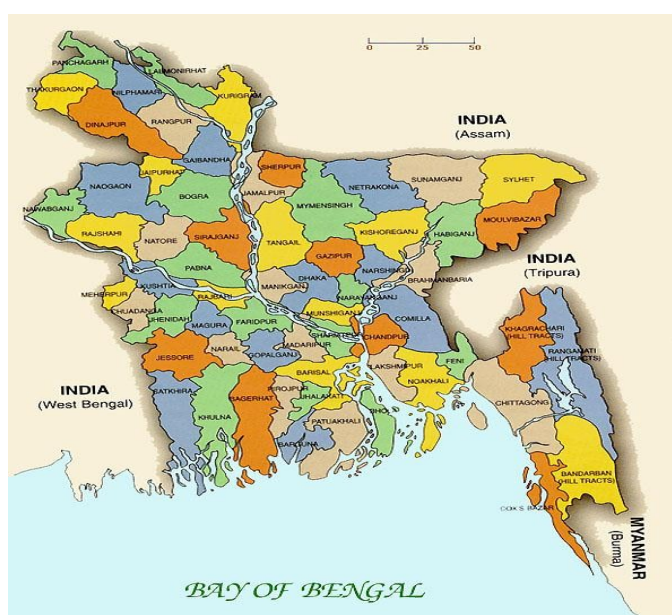 PANCHAGARH
LALMONIRHAT
THAKURGAON
NILPHAMARI
KURIGRAM
0 25 50
DINAJPUR
RANGPUR
INDIA
(Assam)
GAIBANDHA
SHERPUR
JAIPURHAT
SUNAMGANJ
SYLHET
NAOGAON
BOGRA
JAMALPUR
NETRAKONA
NAWABGANJ
MYMENSINGH
MOULVIBAZAR
RAJSHAHI
NATORE
SIRAJGANJ
TANGAIL
KISHOREGANJ
HABIGANJ
GAZIPUR
INDIA
(Tripura)
PABNA
DHAKA
NARSHINGDI
BRAHMANBARIA
MEHERPUR
KUSHTIA
RAJBARI
MANIKGANJ
NARAYANGANJ
CHUADANGA
JHENIDAH
MAGURA
FARIDPUR
MUNSHIGANJ
COMILLA
KHAGRACHARI
(HILL TRACTS)
CHANDPUR
RANGAMATI
(HILL TRACTS)
JESSORE
NARAIL
GOPALGANJ
MADARIPUR
FENI
INDIA
(West Bengal)
SATKHIRA
KHULNA
BAGERHAT
PIROJPUR
BARISAL
LAKSHMIPUR
NOAKHALI
JHALAKATI
CHITTAGONG
PATUAKHALI
BARGUNA
BANDARBAN
(HILL TRACTS)
COX'S BAZAR
MYANMAR
(Burma)
BAY OF BENGAL